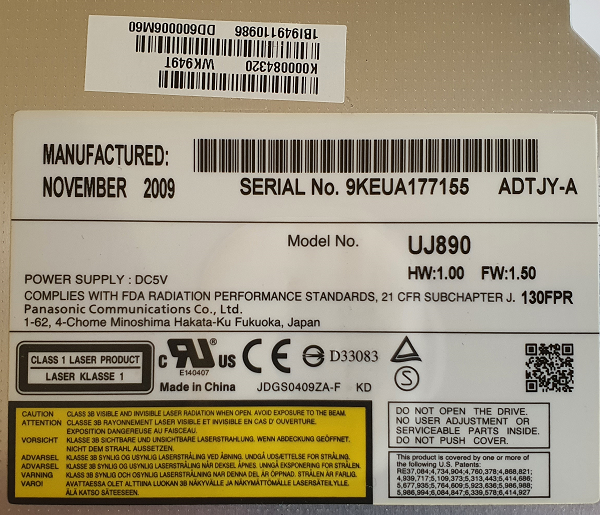 1BI949110986
DD6000006M60
WK949T
K000084320
MANUFACTURED:
NOVEMBER 2009
SERIAL No. 9KEUA177155 ADTJY-A
Model No. UJ890
HW:1.00 FW:1.50
POWER SUPPLY : DC5V
COMPLIES WITH FDA RADIATION PERFORMANCE STANDARDS, 21 CFR SUBCHAPTER J. 130FPR
Panasonic Communications Co., Ltd.
1-62, 4-Chome Minoshima Hakata-Ku Fukuoka, Japan
CLASS 1 LASER PRODUCT
LASER KLASSE 1
c RU® US
E140407
Made in China
CE
D33083
S
JDGS0409ZA-F KD
CAUTION CLASS 3B VISIBLE AND INVISIBLE LASER RADIATION WHEN OPEN. AVOID EXPOSURE TO THE BEAM.
ATTENTION CLASSE 3B RAYONNEMENT LASER VISIBLE ET INVISIBLE EN CAS D'OUVERTURE.
EXPOSITION DANGEREUSE AU FAISCEAU.
VORSICHT KLASSE 3B SICHTBARE UND UNSICHTBARE LASERSTRAHLUNG. WENN ABDECKUNG GEÖFFNET,
NICHT DEM STRAHL AUSSETZEN.
ADVARSEL KLASSE 3B SYNLIG OG USYNLIG LASERSTRÅLING VED ÅBNING. UNDGÅ UDSÆTTELSE FOR STRÅLING.
ADVARSEL KLASSE 3B SYNLIG OG USYNLIG LASERSTRÅLING NÅR DEKSEL ÅPNES. UNNGÅ EKSPONERING FOR STRÅLEN.
VARNING KLASS 3B SYNLIG OCH OSYNLIG LASERSTRÅLNING NÄR DENNA DEL ÄR ÖPPNAD. STRÅLEN ÄR FARLIG.
VARO! AVATTAESSA OLET ALTTIINA LUOKAN 3B NÄKYVÄLLE JA NÄKYMÄTTÖMÄLLE LASERSÄTEILYLLE.
ÄLÄ KATSO SÄTEESEEN.
DO NOT OPEN THE DRIVE.
NO USER ADJUSTMENT OR
SERVICEABLE PARTS INSIDE.
DO NOT PUSH COVER.
This product is covered by one or more of
the following U.S. Patents:
RE37,084/4,734,904/4,760,378/4,868,821/
4,939,717/5,109,373/5,313,443/5,414,686/
5,677,935/5,764,609/5,923,636/5,986,988/
5,986,994/6,084,847/6,339,578/6,414,927